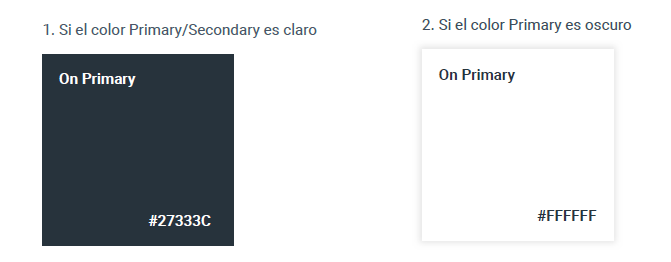 1. Si el color Primary/Secondary es claro
On Primary
#27333C
2. Si el color Primary es oscuro
On Primary
#FFFFFF